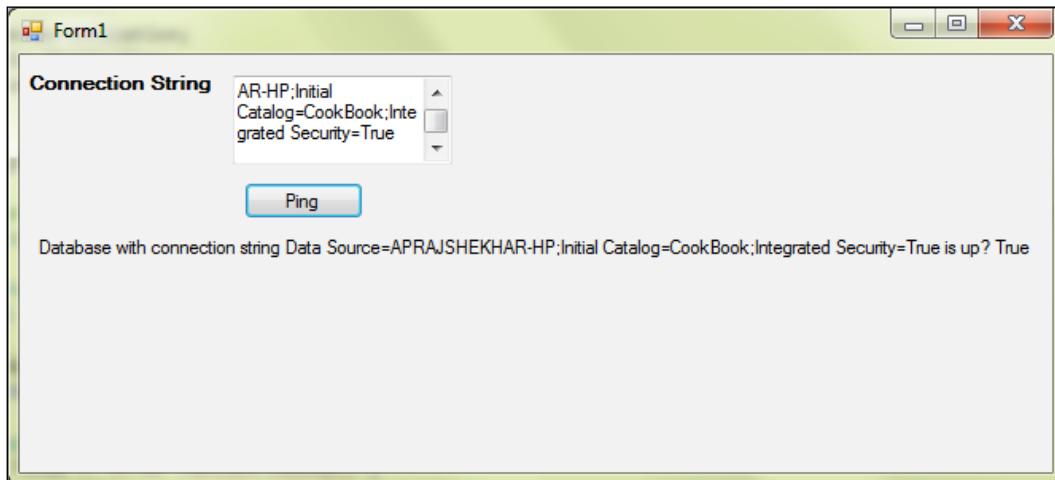 Form1
Connection String
AR-HP;Initial
Catalog=CookBook;Inte
grated Security=True
Ping
Database with connection string Data Source=APRAJSHEKHAR-HP;Initial Catalog=CookBook;Integrated Security=True is up? True